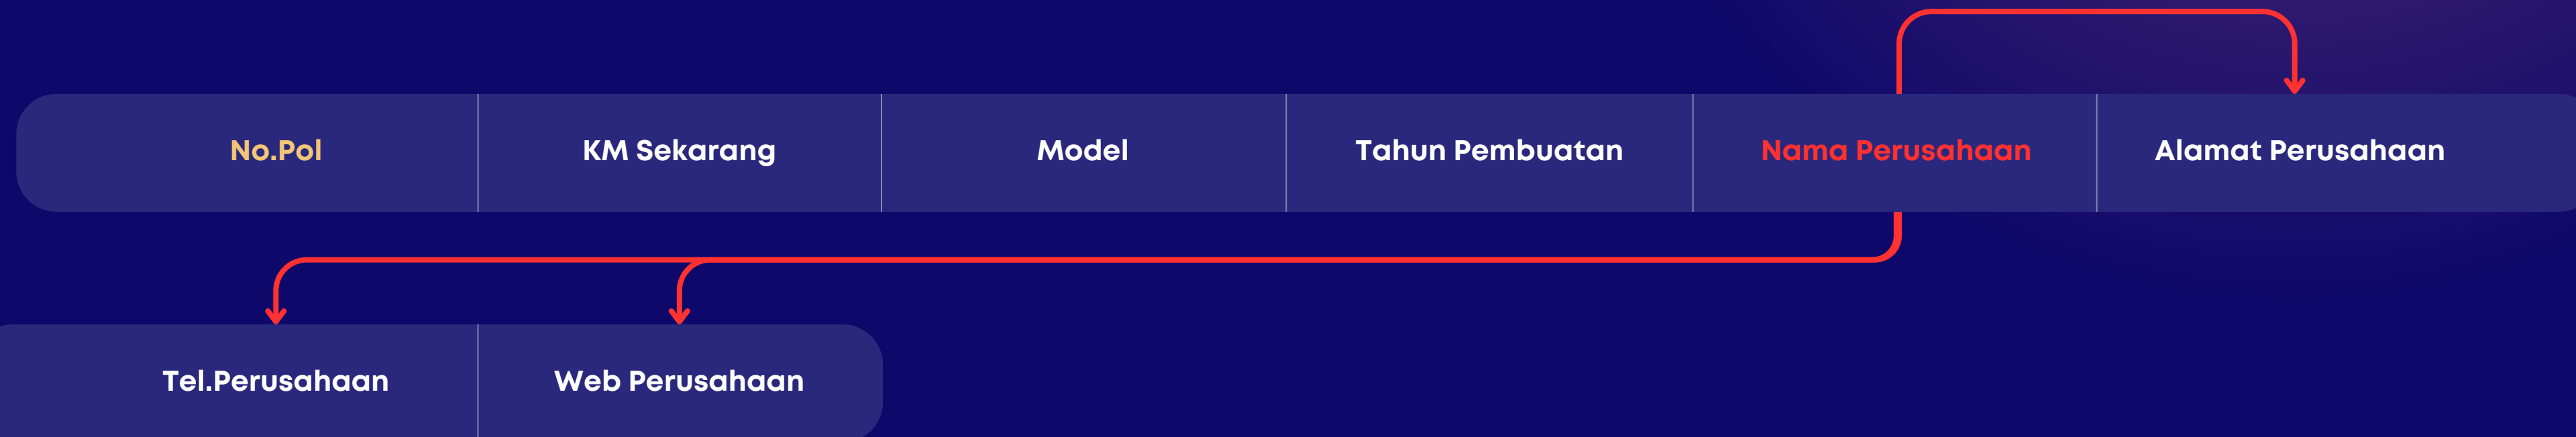 No.Pol
KM Sekarang
Model
Tahun Pembuatan
Nama Perusahaan
Alamat Perusahaan
Tel.Perusahaan
Web Perusahaan